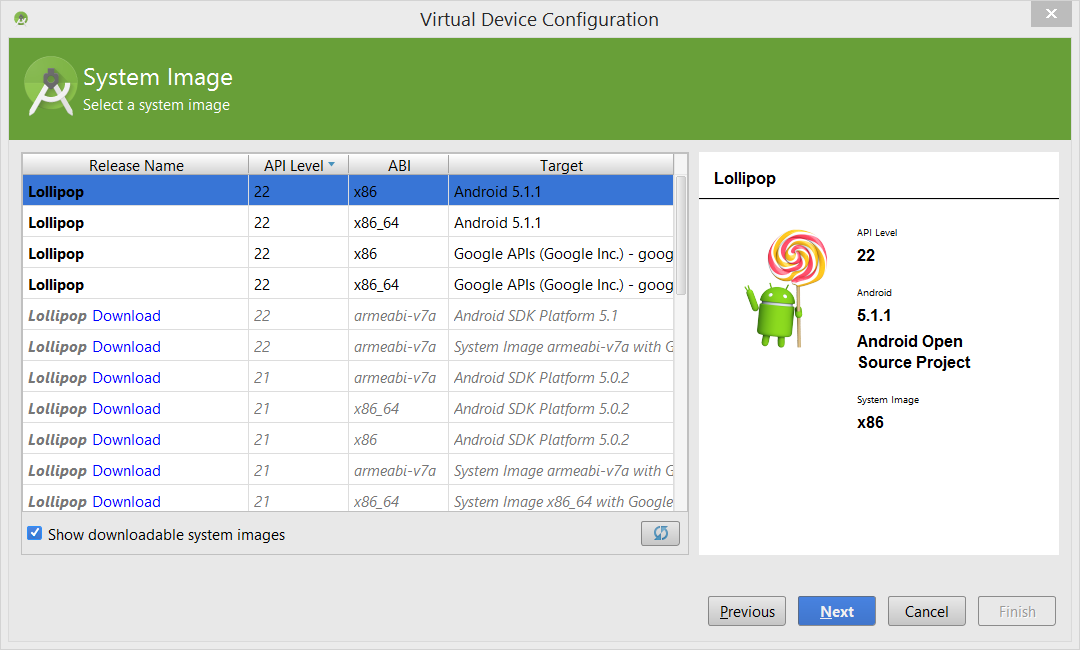 Virtual Device Configuration
System Image
Select a system image
Release Name API Level ABI Target
Lollipop 22 x86 Android 5.1.1
Lollipop 22 x86_64 Android 5.1.1
Lollipop 22 x86 Google APIs (Google Inc.) - goog
Lollipop 22 x86_64 Google APIs (Google Inc.) - goog
Lollipop Download 22 armeabi-v7a Android SDK Platform 5.1
Lollipop Download 22 armeabi-v7a System Image armeabi-v7a with G
Lollipop Download 21 armeabi-v7a Android SDK Platform 5.0.2
Lollipop Download 21 x86_64 Android SDK Platform 5.0.2
Lollipop Download 21 x86 Android SDK Platform 5.0.2
Lollipop Download 21 armeabi-v7a System Image armeabi-v7a with G
Lollipop Download 21 x86_64 System Image x86_64 with Google
Show downloadable system images
Lollipop
API Level
22
Android
5.1.1
Android Open
Source Project
System Image
x86
Previous Next Cancel Finish